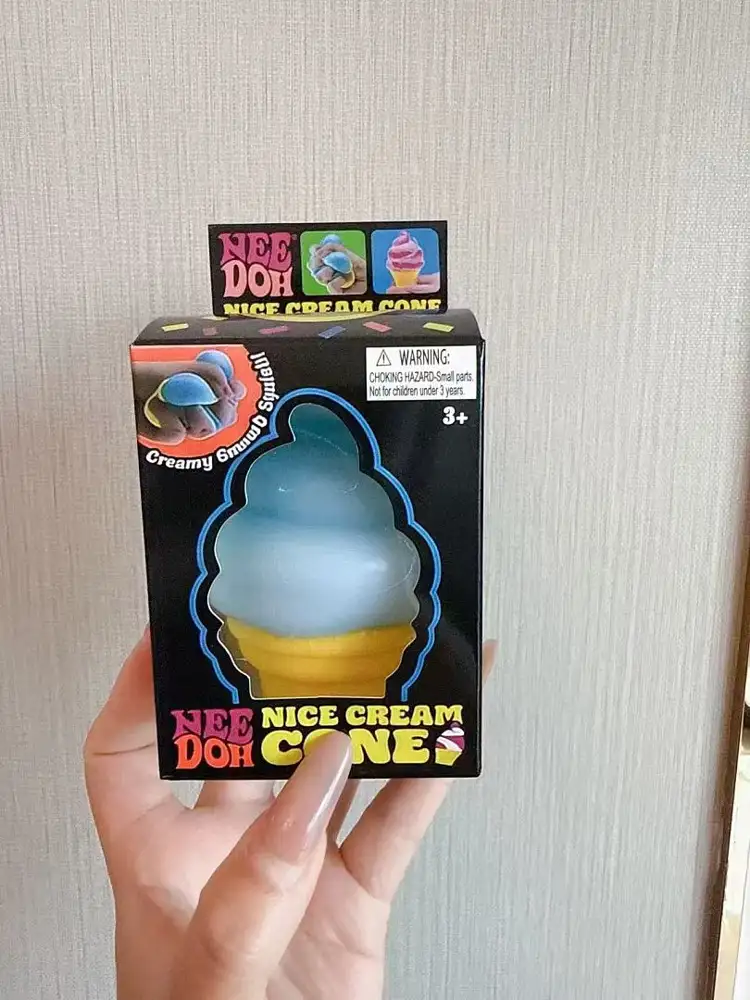 NEE
DOH
NICE CREAM CONE
⚠ WARNING:
CHOKING HAZARD-Small parts.
Not for children under 3 years.
3+
Creamy
NEE
DOH
NICE CREAM
CONE